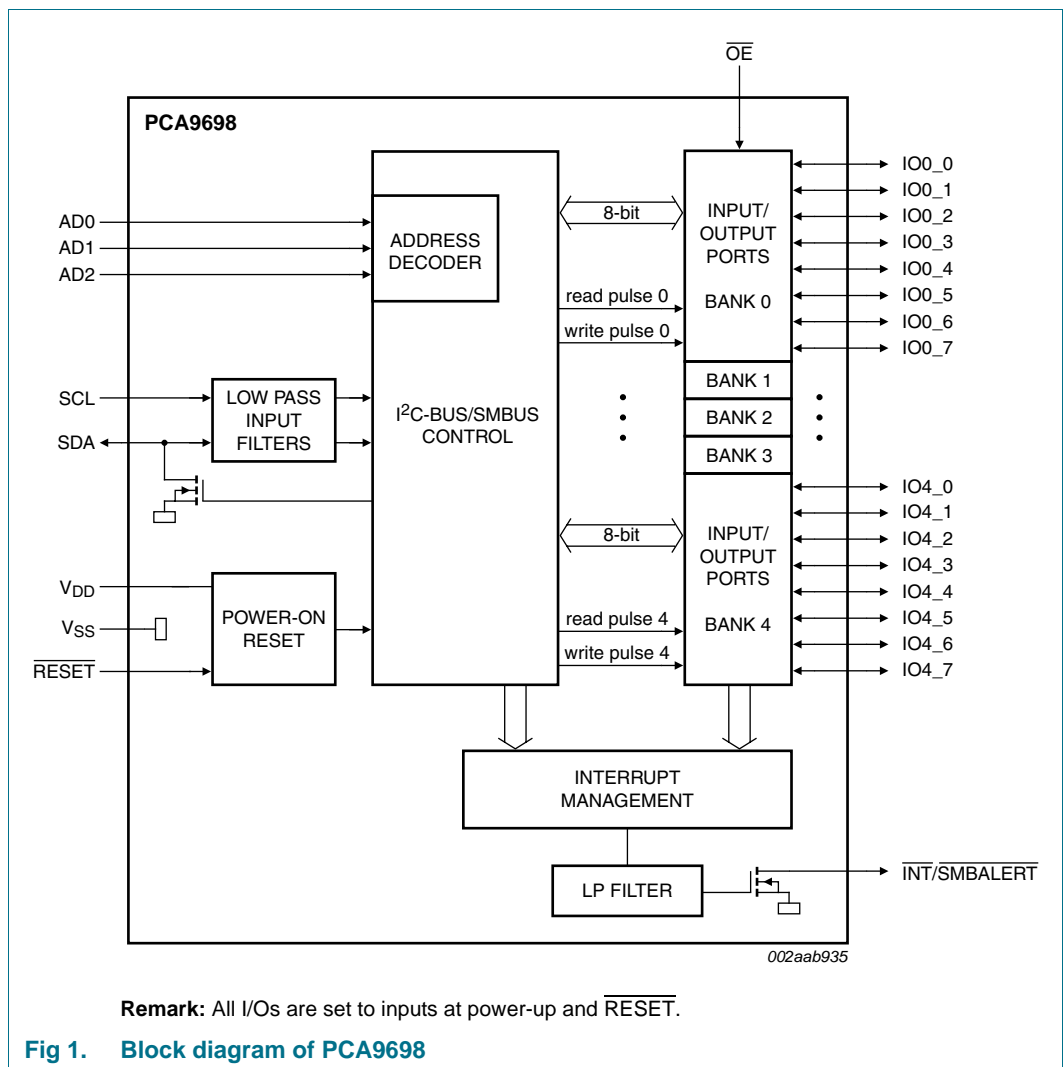 OE
PCA9698
AD0
AD1
AD2
ADDRESS
DECODER
SCL
SDA
LOW PASS
INPUT
FILTERS
I²C-BUS/SMBUS
CONTROL
VDD
VSS
RESET
POWER-ON
RESET
8-bit
read pulse 0
write pulse 0
INPUT/
OUTPUT
PORTS
BANK 0
BANK 1
BANK 2
BANK 3
8-bit
read pulse 4
write pulse 4
INPUT/
OUTPUT
PORTS
BANK 4
IO0_0
IO0_1
IO0_2
IO0_3
IO0_4
IO0_5
IO0_6
IO0_7
IO4_0
IO4_1
IO4_2
IO4_3
IO4_4
IO4_5
IO4_6
IO4_7
INTERRUPT
MANAGEMENT
LP FILTER
INT/SMBALERT
002aab935
Remark: All I/Os are set to inputs at power-up and RESET.
Fig 1. Block diagram of PCA9698